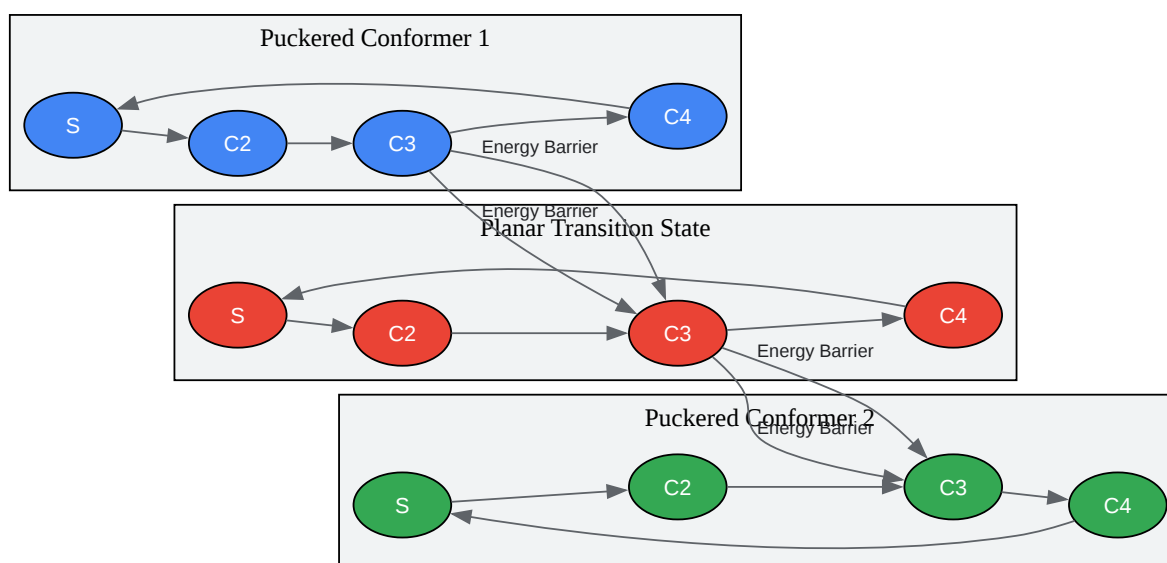 Puckered Conformer 1
S
C2
C3
C4
Energy Barrier
Energy Barrier
Planar Transition State
S
C2
C3
C4
Energy Barrier
Energy Barrier
Puckered Conformer 2
S
C2
C3
C4